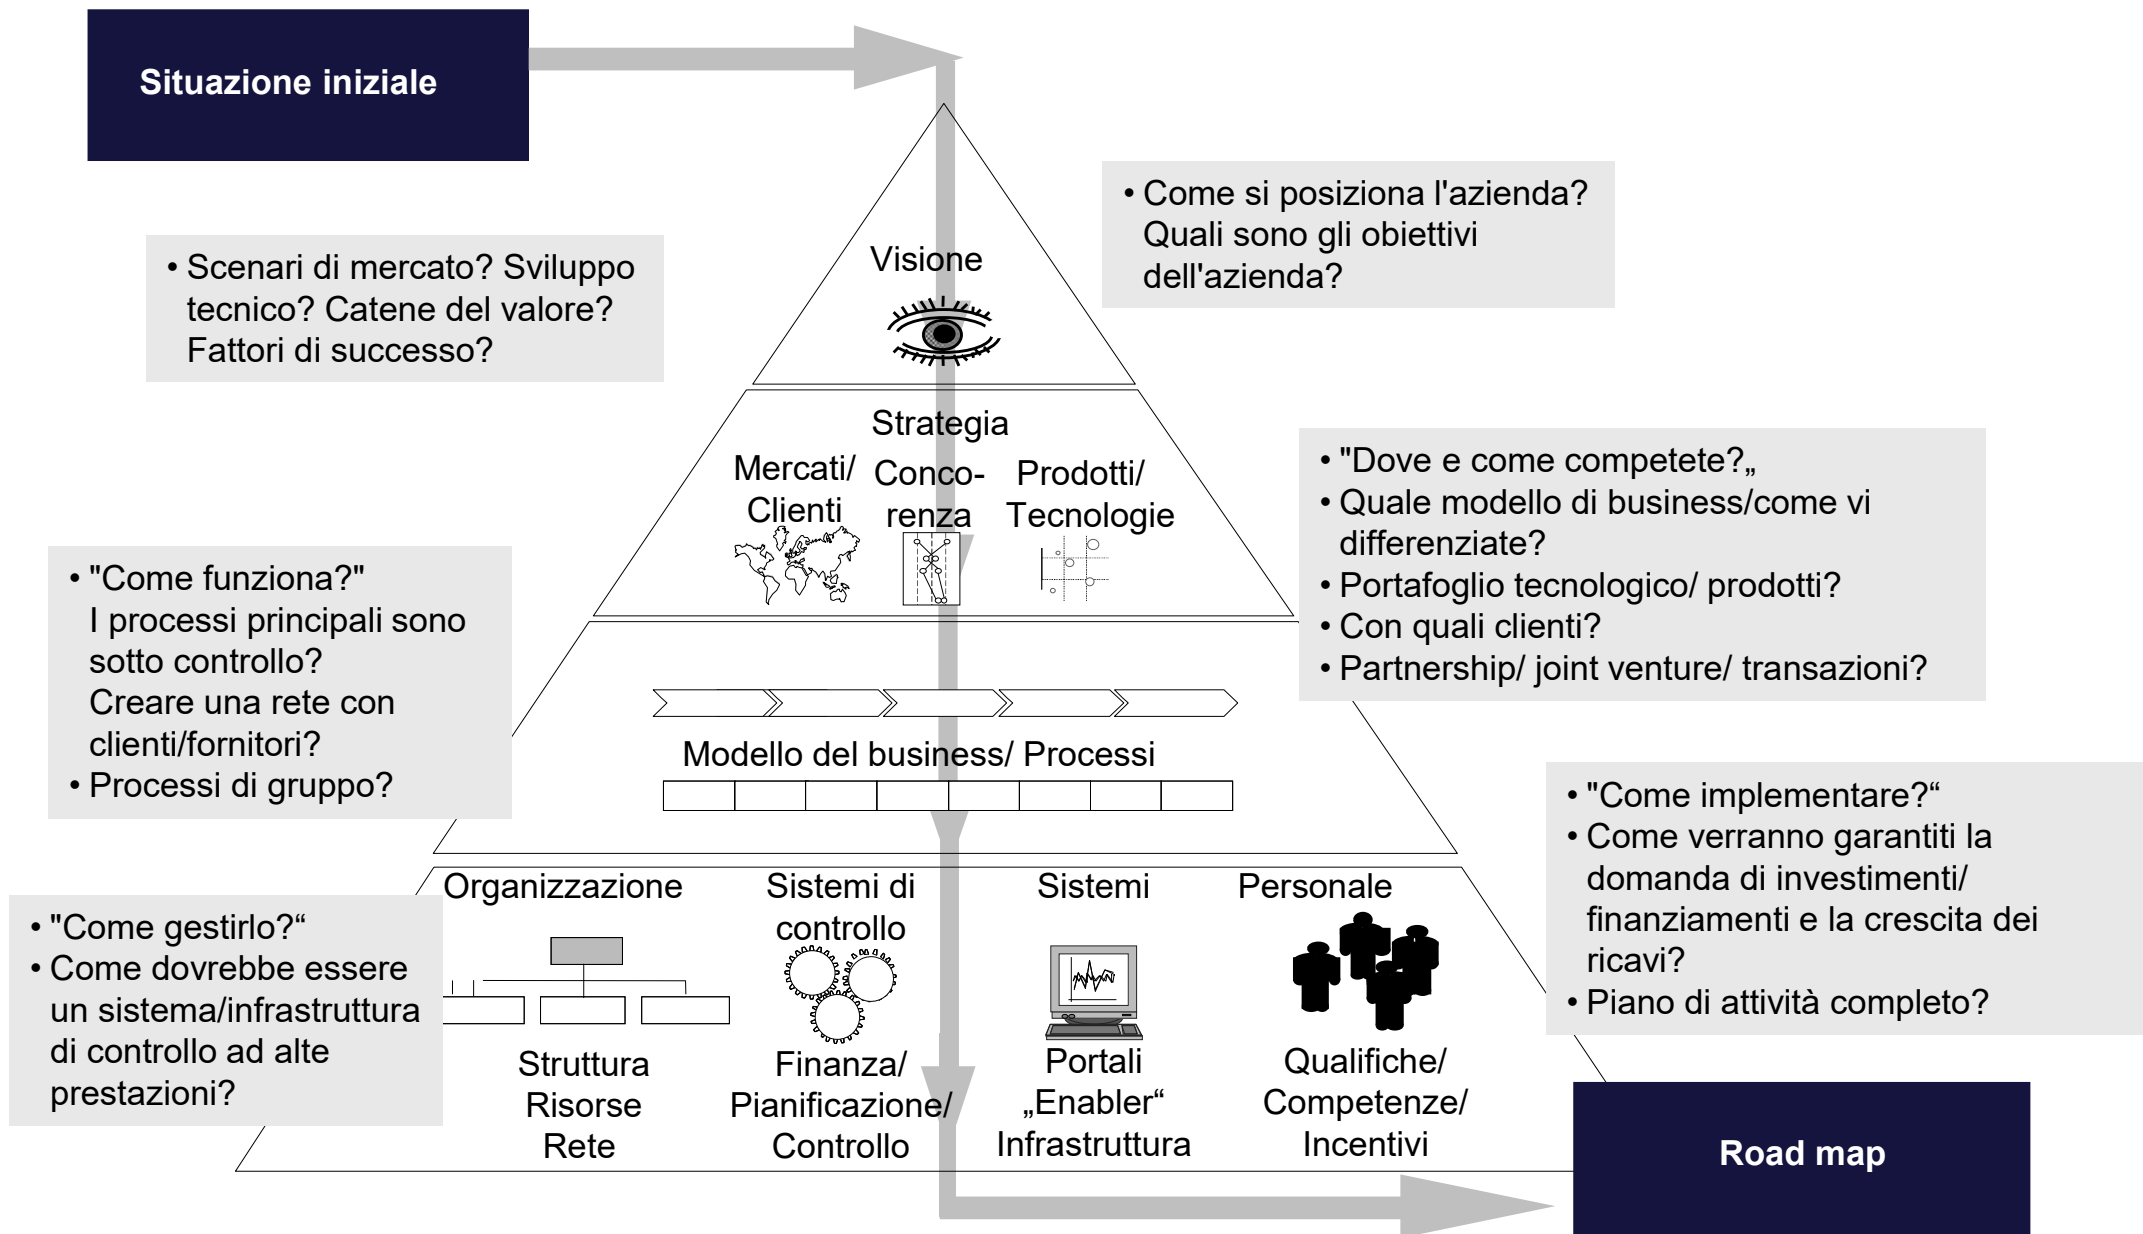 Situazione iniziale
• Come si posiziona l'azienda?
Quali sono gli obiettivi
dell'azienda?
• Scenari di mercato? Sviluppo
tecnico? Catene del valore?
Fattori di successo?
Visione
Strategia
Mercati/
Clienti
Conco-
renza
Prodotti/
Tecnologie
• "Dove e come competete?„
• Quale modello di business/come vi
differenziate?
• Portafoglio tecnologico/ prodotti?
• Con quali clienti?
• Partnership/ joint venture/ transazioni?
• "Come funziona?"
I processi principali sono
sotto controllo?
Creare una rete con
clienti/fornitori?
• Processi di gruppo?
Modello del business/ Processi
• "Come implementare?“
• Come verranno garantiti la
domanda di investimenti/
finanziamenti e la crescita dei
ricavi?
• Piano di attività completo?
• "Come gestirlo?“
• Come dovrebbe essere
un sistema/infrastruttura
di controllo ad alte
prestazioni?
Organizzazione
Struttura
Risorse
Rete
Sistemi di
controllo
Finanza/
Pianificazione/
Controllo
Sistemi
Portali
„Enabler“
Infrastruttura
Personale
Qualifiche/
Competenze/
Incentivi
Road map